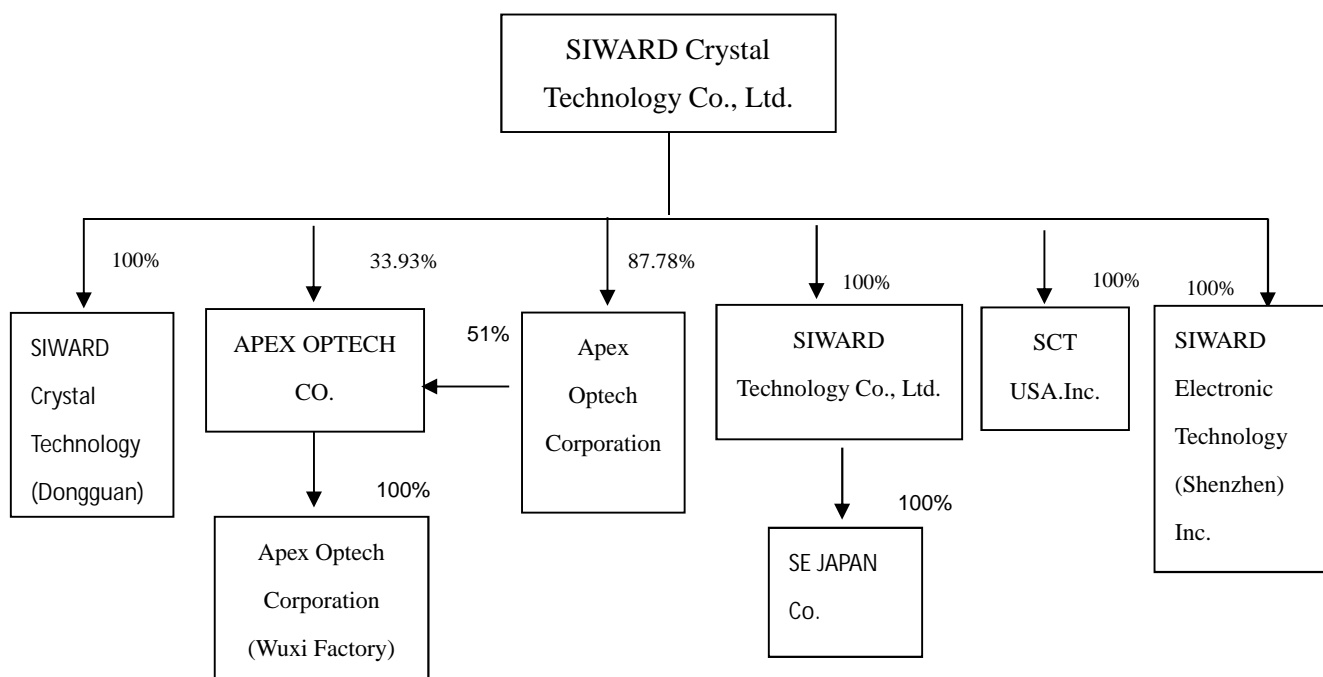 SIWARD Crystal
Technology Co., Ltd.
100%
33.93%
87.78%
100%
100%
100%
SIWARD
Crystal
Technology
(Dongguan)
APEX OPTECH
CO.
51%
Apex
Optech
Corporation
SIWARD
Technology Co., Ltd.
SCT
USA.Inc.
SIWARD
Electronic
Technology
(Shenzhen)
Inc.
100%
Apex Optech
Corporation
(Wuxi Factory)
100%
SE JAPAN
Co.